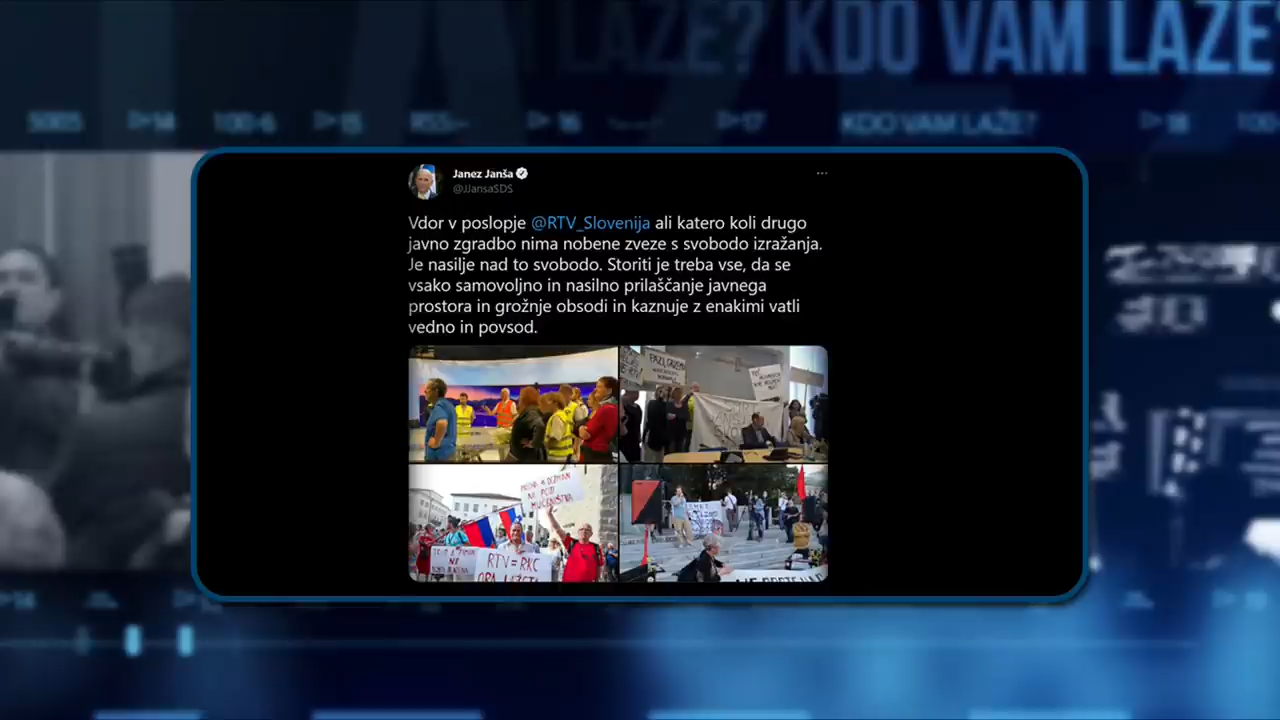 LAŽE? KDO VAM LAŽE?
KDO VAM LAŽE?
Janez Janša
@JJansaSDS
Vdor v poslopje @RTV_Slovenija ali katero koli drugo
javno zgradbo nima nobene zveze s svobodo izražanja.
Je nasilje nad to svobodo. Storiti je treba vse, da se
vsako samovoljno in nasilno prilaščanje javnega
prostora in grožnje obsodi in kaznuje z enakimi vatli
vedno in povsod.
RTV = RKC